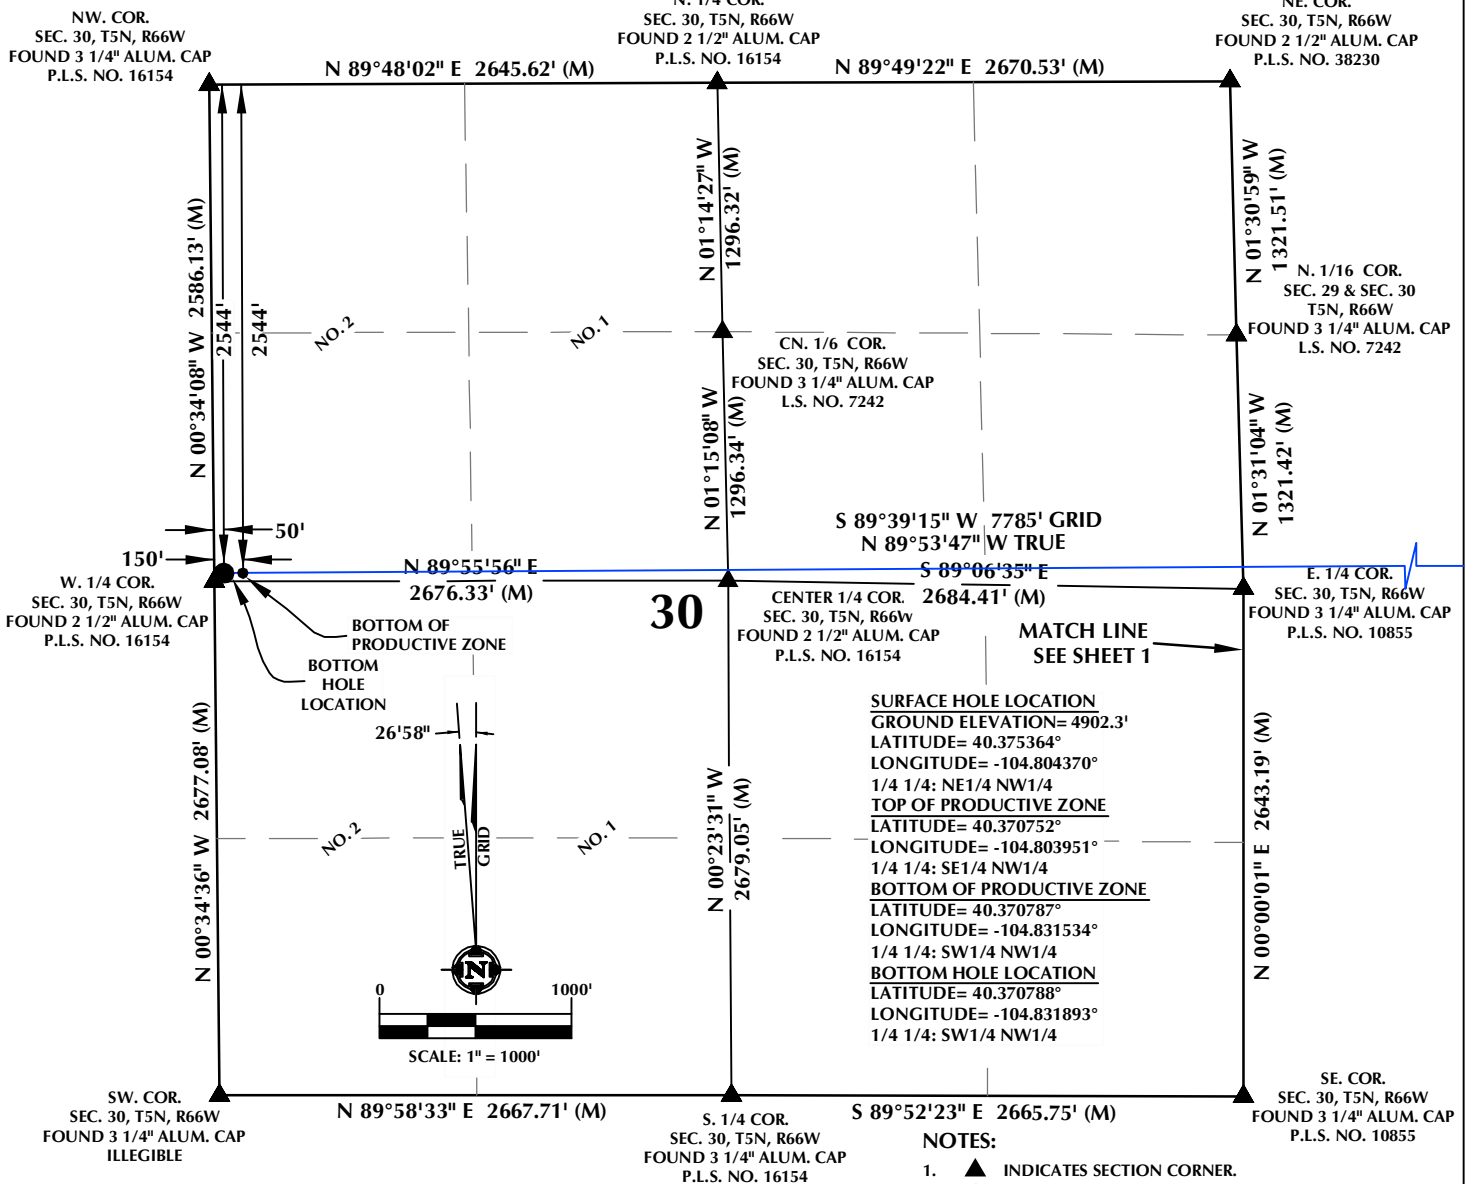 NW. COR.
SEC. 30, T5N, R66W
FOUND 3 1/4" ALUM. CAP
P.L.S. NO. 16154
N. 1/4 COR.
SEC. 30, T5N, R66W
FOUND 2 1/2" ALUM. CAP
P.L.S. NO. 16154
NE. COR.
SEC. 30, T5N, R66W
FOUND 2 1/2" ALUM. CAP
P.L.S. NO. 38230
N 89°48'02" E 2645.62' (M)
N 89°49'22" E 2670.53' (M)
N 00°34'08" W 2586.13' (M)
2544'
2544'
N 01°14'27" W
1296.32' (M)
N 01°30'59" W
1321.51' (M)
N. 1/16 COR.
SEC. 29 & SEC. 30
T5N, R66W
FOUND 3 1/4" ALUM. CAP
L.S. NO. 7242
NO.2
NO.1
CN. 1/6 COR.
SEC. 30, T5N, R66W
FOUND 3 1/4" ALUM. CAP
L.S. NO. 7242
N 01°15'08" W
1296.34' (M)
N 01°31'04" W
1321.42' (M)
50'
150'
S 89°39'15" W 7785' GRID
N 89°53'47" W TRUE
N 89°55'56" E
2676.33' (M)
S 89°06'35" E
2684.41' (M)
W. 1/4 COR.
SEC. 30, T5N, R66W
FOUND 2 1/2" ALUM. CAP
P.L.S. NO. 16154
30
CENTER 1/4 COR.
SEC. 30, T5N, R66W
FOUND 2 1/2" ALUM. CAP
P.L.S. NO. 16154
E. 1/4 COR.
SEC. 30, T5N, R66W
FOUND 3 1/4" ALUM. CAP
P.L.S. NO. 10855
BOTTOM OF
PRODUCTIVE ZONE
BOTTOM
HOLE
LOCATION
MATCH LINE
SEE SHEET 1
N 00°34'36" W 2677.08' (M)
26'58"
TRUE
GRID
N
N 00°23'31" W
2679.05' (M)
N 00°00'01" E 2643.19' (M)
SURFACE HOLE LOCATION
GROUND ELEVATION= 4902.3'
LATITUDE= 40.375364°
LONGITUDE= -104.804370°
1/4 1/4: NE1/4 NW1/4
TOP OF PRODUCTIVE ZONE
LATITUDE= 40.370752°
LONGITUDE= -104.803951°
1/4 1/4: SE1/4 NW1/4
BOTTOM OF PRODUCTIVE ZONE
LATITUDE= 40.370787°
LONGITUDE= -104.831534°
1/4 1/4: SW1/4 NW1/4
BOTTOM HOLE LOCATION
LATITUDE= 40.370788°
LONGITUDE= -104.831893°
1/4 1/4: SW1/4 NW1/4
NO.2
NO.1
0 1000'
SCALE: 1" = 1000'
SW. COR.
SEC. 30, T5N, R66W
FOUND 3 1/4" ALUM. CAP
ILLEGIBLE
N 89°58'33" E 2667.71' (M)
S. 1/4 COR.
SEC. 30, T5N, R66W
FOUND 3 1/4" ALUM. CAP
P.L.S. NO. 16154
S 89°52'23" E 2665.75' (M)
SE. COR.
SEC. 30, T5N, R66W
FOUND 3 1/4" ALUM. CAP
P.L.S. NO. 10855
NOTES:
1. INDICATES SECTION CORNER.